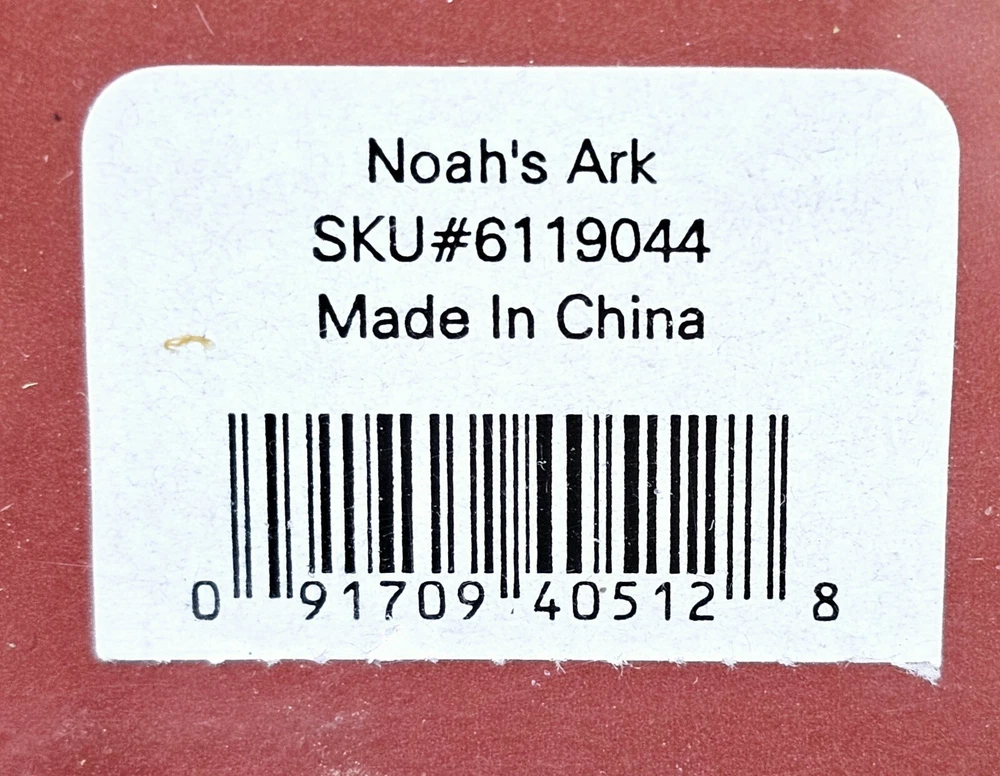 Noah's Ark
SKU#6119044
Made In China
0 91709 40512 8